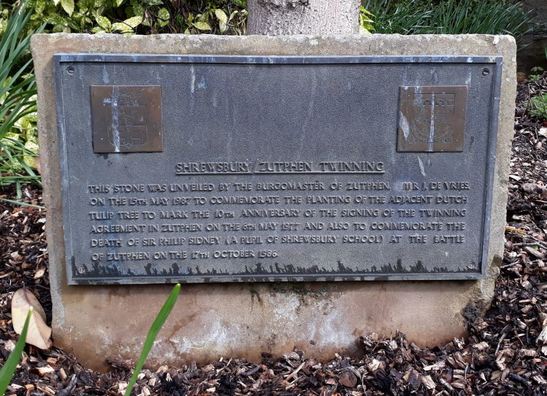 SHREWSBURY/ZUTPHEN TWINNING
THIS STONE WAS UNVEILED BY THE BURGOMASTER OF ZUTPHEN, MR J. DE VRIES
ON THE 15TH MAY 1987 TO COMMEMORATE THE PLANTING OF THE ADJACENT DUTCH
TULIP TREE TO MARK THE 10TH ANNIVERSARY OF THE SIGNING OF THE TWINNING
AGREEMENT IN ZUTPHEN ON THE 6TH MAY 1977 AND ALSO TO COMMEMORATE THE
DEATH OF SIR PHILIP SIDNEY (A PUPIL OF SHREWSBURY SCHOOL) AT THE BATTLE
OF ZUTPHEN ON THE 17TH OCTOBER 1586.